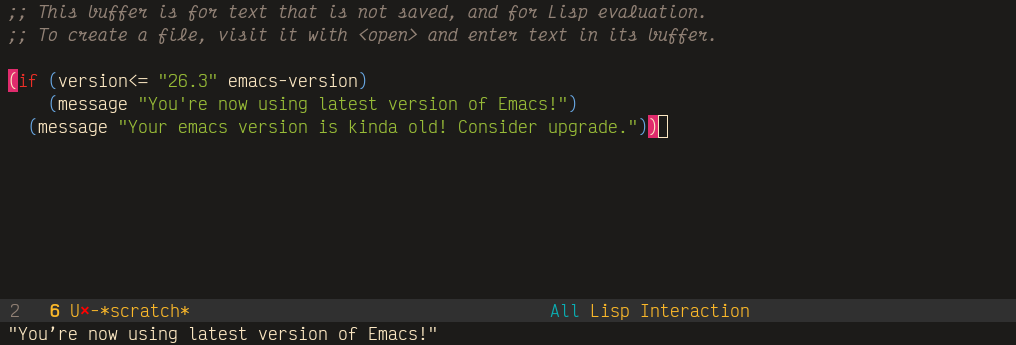 ;; This buffer is for text that is not saved, and for Lisp evaluation.
;; To create a file, visit it with <open> and enter text in its buffer.
(if (version<= "26.3" emacs-version)
(message "You're now using latest version of Emacs!")
(message "Your emacs version is kinda old! Consider upgrade."))
2 6 U×-*scratch* All Lisp Interaction
"You’re now using latest version of Emacs!"